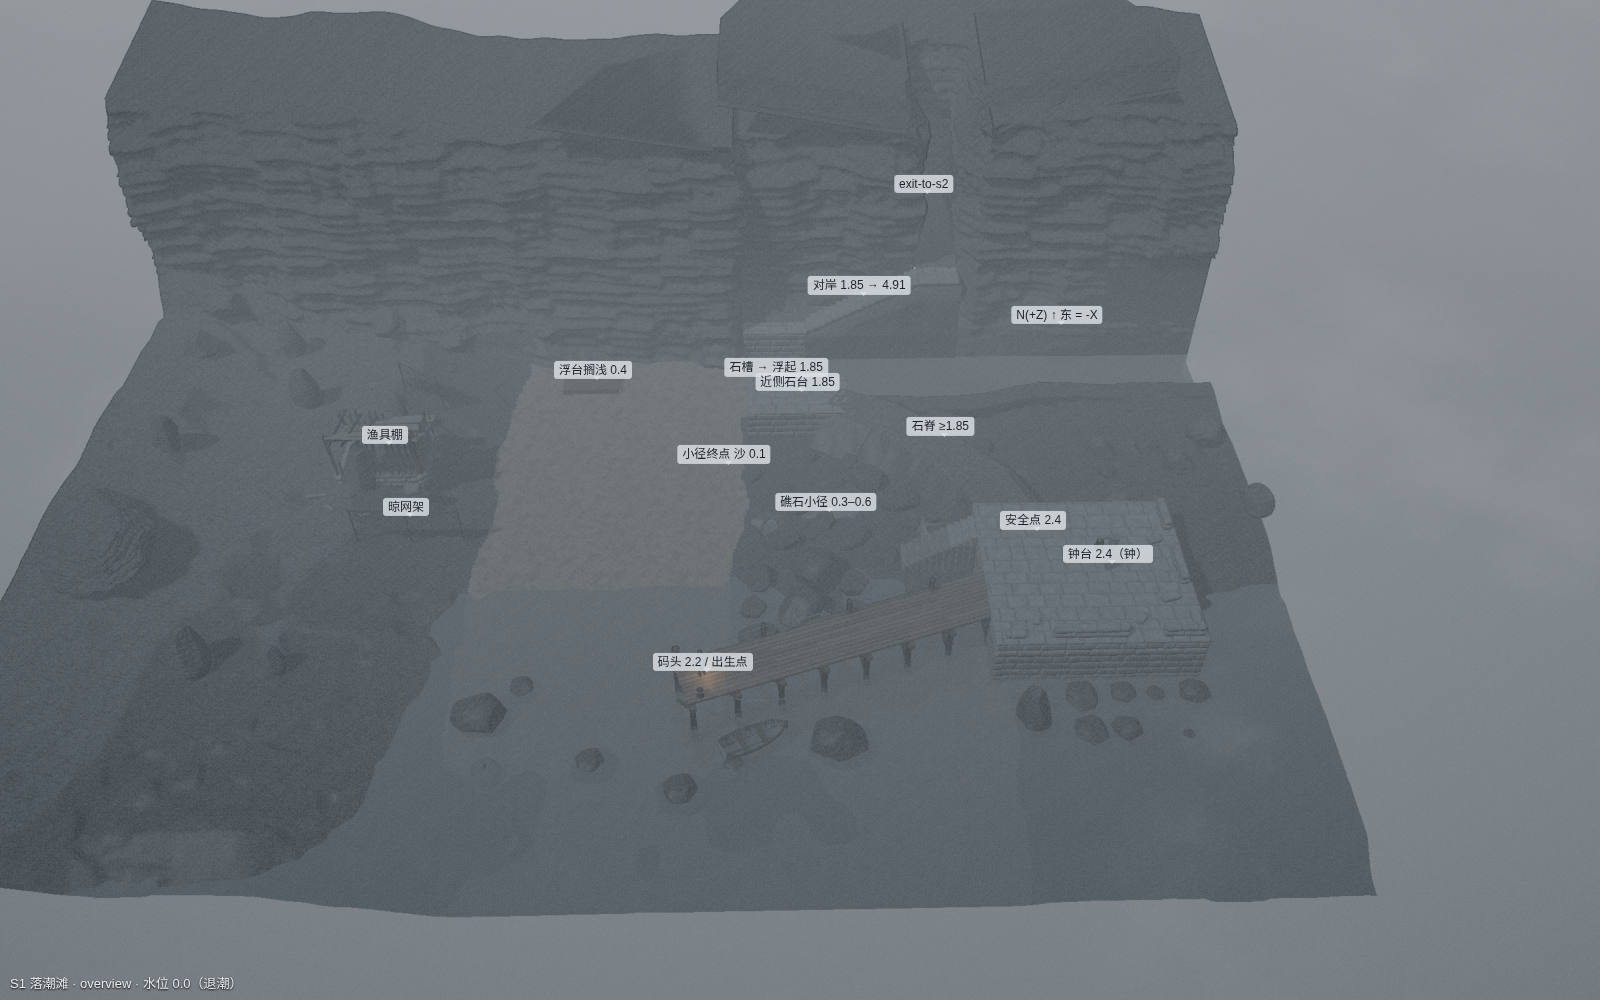 exit-to-s2
对岸 1.85 → 4.91
N(+Z) ↑ 东 = -X
浮台搁浅 0.4
石槽 → 浮起 1.85
近侧石台 1.85
石脊 ≥1.85
渔具棚
小径终点 沙 0.1
晾网架
礁石小径 0.3–0.6
安全点 2.4
钟台 2.4（钟）
码头 2.2 / 出生点
S1 落潮滩 · overview · 水位 0.0（退潮）